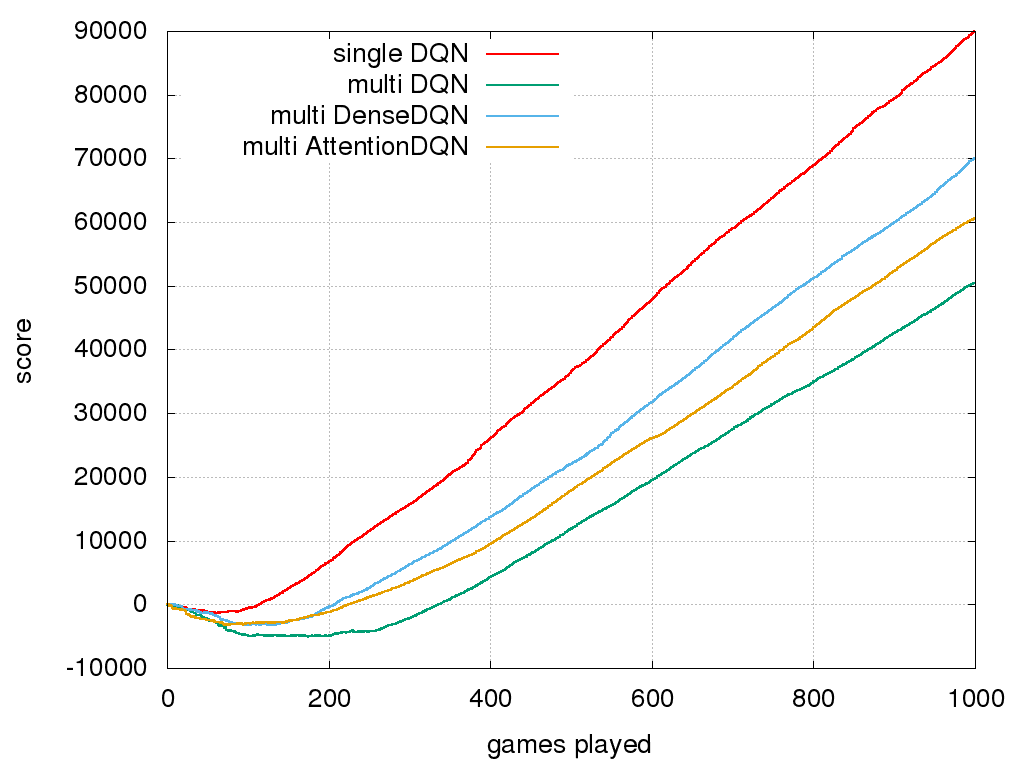 90000
80000
70000
60000
50000
40000
30000
20000
10000
0
-10000
score
single DQN
multi DQN
multi DenseDQN
multi AttentionDQN
0 200 400 600 800 1000
games played